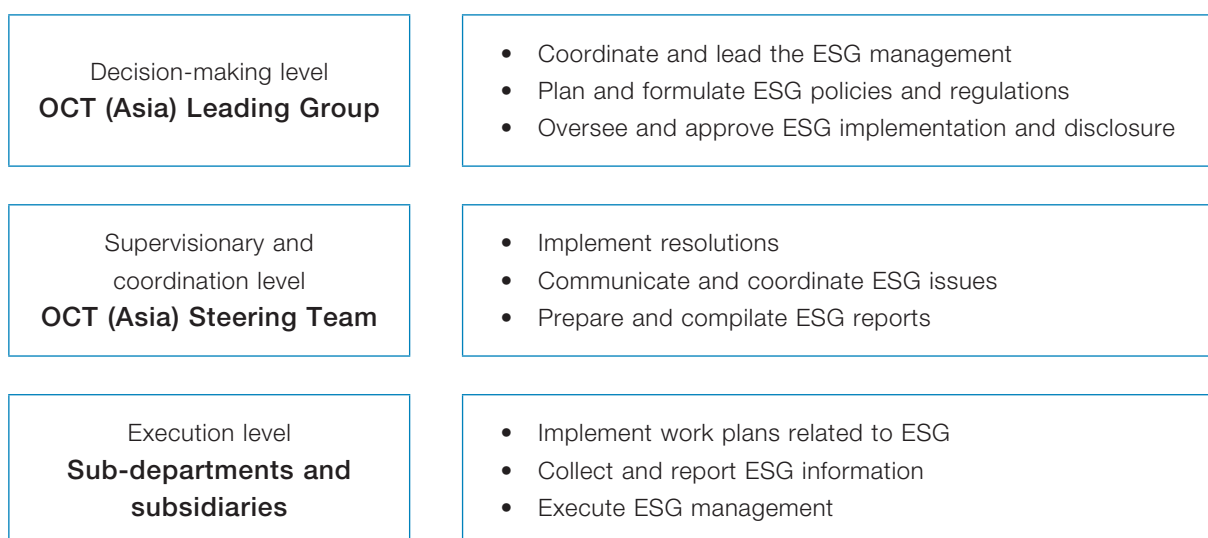 Decision-making level
OCT (Asia) Leading Group
• Coordinate and lead the ESG management
• Plan and formulate ESG policies and regulations
• Oversee and approve ESG implementation and disclosure
Supervisionary and
coordination level
OCT (Asia) Steering Team
• Implement resolutions
• Communicate and coordinate ESG issues
• Prepare and compilate ESG reports
Execution level
Sub-departments and
subsidiaries
• Implement work plans related to ESG
• Collect and report ESG information
• Execute ESG management